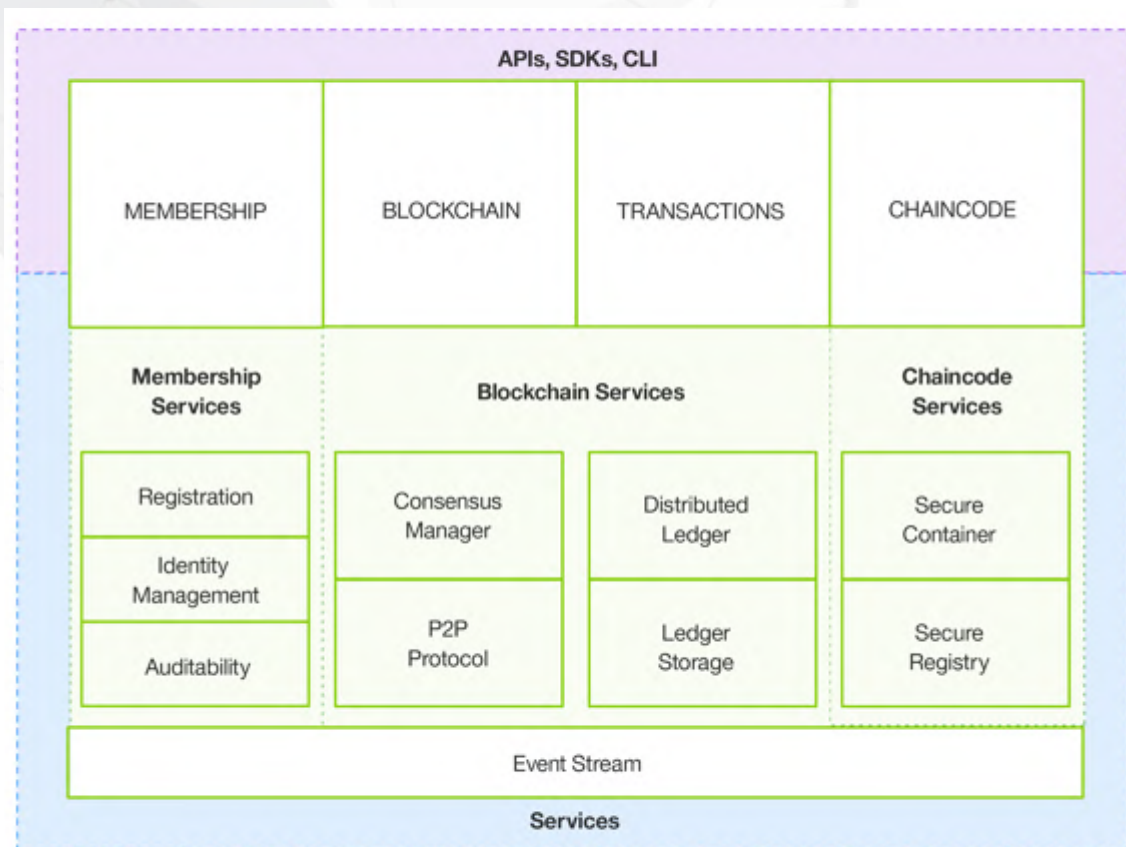 APIs, SDKs, CLI
MEMBERSHIP
BLOCKCHAIN
TRANSACTIONS
CHAINCODE
Membership
Services
Blockchain Services
Chaincode
Services
Registration
Identity
Management
Auditability
Consensus
Manager
P2P
Protocol
Distributed
Ledger
Ledger
Storage
Secure
Container
Secure
Registry
Event Stream
Services